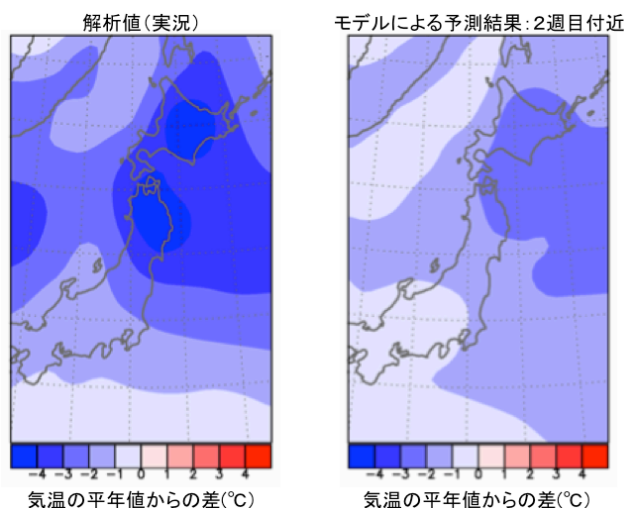 解析値(実況)
モデルによる予測結果:2週目付近
-4 -3 -2 -1 0 1 2 3 4
-4 -3 -2 -1 0 1 2 3 4
気温の平年値からの差(℃)
気温の平年値からの差(℃)